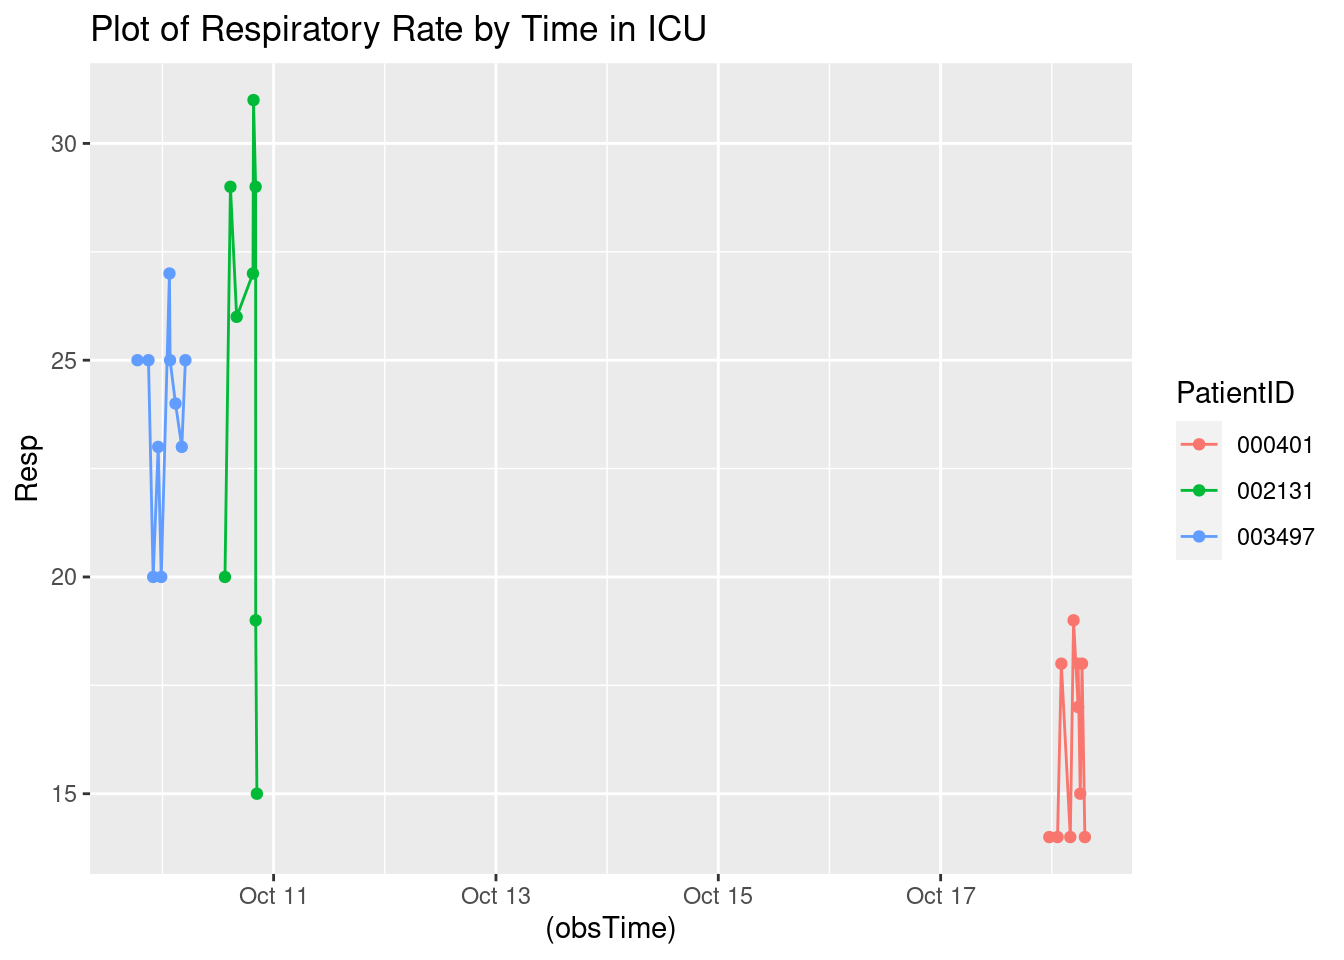 Plot of Respiratory Rate by Time in ICU
30
25
20
15
Resp
Oct 11
Oct 13
Oct 15
Oct 17
(obsTime)
PatientID
000401
002131
003497